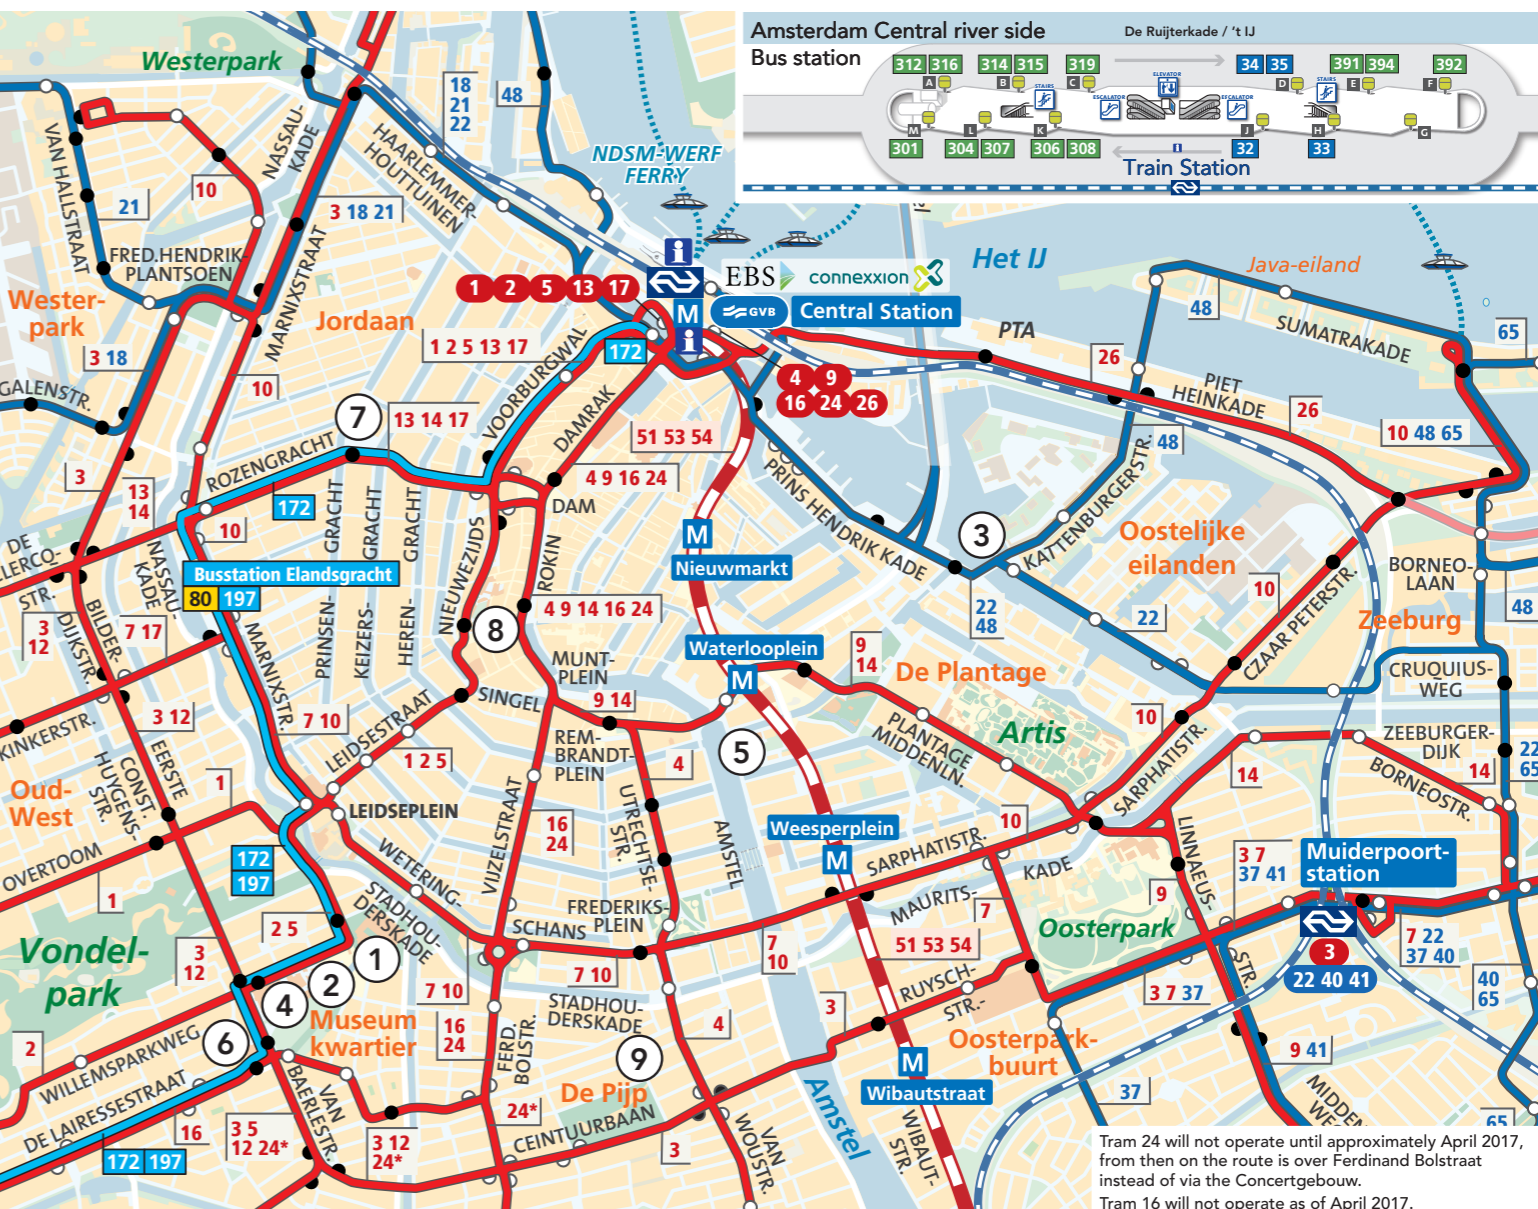 Amsterdam Central river side
De Ruijterkade / 't IJ
Bus station
312 316
314 315
319
34 35
391 394
392
A
B
C
D
E
F
STAIRS
ELEVATOR
STAIRS
ESCALATOR
ESCALATOR
M
L
K
J
H
G
301
304 307
306 308
32
33
Train Station
Westerpark
18
21
22
48
NASSAU-
KADE
HAARLEMMER-
HOUTTUINEN
NDSM-WERF
FERRY
VAN HALLSTRAAT
10
21
3 18 21
FRED.HENDRIK-
PLANTSOEN
MARNIXSTRAAT
Wester-
park
Jordaan
1 2 5 13 17
EBS
connexxion
M
GVB
Central Station
Het IJ
Java-eiland
48
SUMATRAKADE
65
PTA
3 18
GALENSTR.
10
1 2 5 13 17
172
VOORBURGWAL
DAMRAK
4 9
16 24 26
26
PIET
HEINKADE
26
10 48 65
7
13 14 17
ROZENGRACHT
51 53 54
4 9 16 24
DAM
48
KATTENBURGERSTR.
PRINS HENDRIK KADE
3
3
13
14
172
10
DE
CLERCQ-
STR.
NASSAU-
KADE
GRACHT
GRACHT
GRACHT
PRINSEN-
KEIZERS-
HEREN-
NIEUWEZIJDS
ROKIN
M
Nieuwmarkt
Oostelijke
eilanden
BORNEO-
LAAN
Zeeburg
48
Busstation Elandsgracht
80 197
3
12
BILDER-
DIJKSTR.
7 17
MARNIXSTR.
8
4 9 14 16 24
22
48
22
10
CZAAR PETERSTR.
CRUQUIUS-
WEG
Waterlooplein
M
9
14
De Plantage
MUNT-
PLEIN
SINGEL
9 14
KINKERSTR.
3 12
7 10
LEIDSESTRAAT
1 2 5
REM-
BRANDT-
PLEIN
4
5
PLANTAGE
MIDDENLN.
Artis
10
SARPHATISTR.
14
ZEEBURGER-
DIJK
14
BORNEOSTR.
22
65
Oud-
West
CONST.
HUYGENS-
STR.
EERSTE
1
LEIDSEPLEIN
VIJZELSTRAAT
16
24
UTRECHTSE-
STR.
AMSTEL
Weesperplein
M
SARPHATISTR.
10
OVERTOOM
1
172
197
WETERING-
SCHANS
STADHOU-
DERSKADE
FREDERIKS-
PLEIN
MAURITS-
KADE
7
LINNAEUS-
STR.
9
3 7
37 41
Muiderpoort-
station
Oosterpark
3
22 40 41
7 22
37 40
40
65
Vondel-
park
2 5
3
12
1
2
4
6
7 10
7 10
51 53 54
7
10
RUYSCH-
STR.-
3 7 37
STADHOU-
DERSKADE
Museum
kwartier
16
24
FERD.
BOLSTR.
9
4
3
Oosterpark-
buurt
9 41
2
WILLEMSPARKWEG
DE LAIRESSESTRAAT
De Pijp
M
Wibautstraat
37
MIDDEN
WEG
65
VAN
BAERLESTR.
24*
CEINTUURBAAN
VAN
WOUSTR.
Amstel
WIBAUT-
STR.
16
3 5
12 24*
3 12
24*
3
172 197
Tram 24 will not operate until approximately April 2017,
from then on the route is over Ferdinand Bolstraat
instead of via the Concertgebouw.
Tram 16 will not operate as of April 2017.